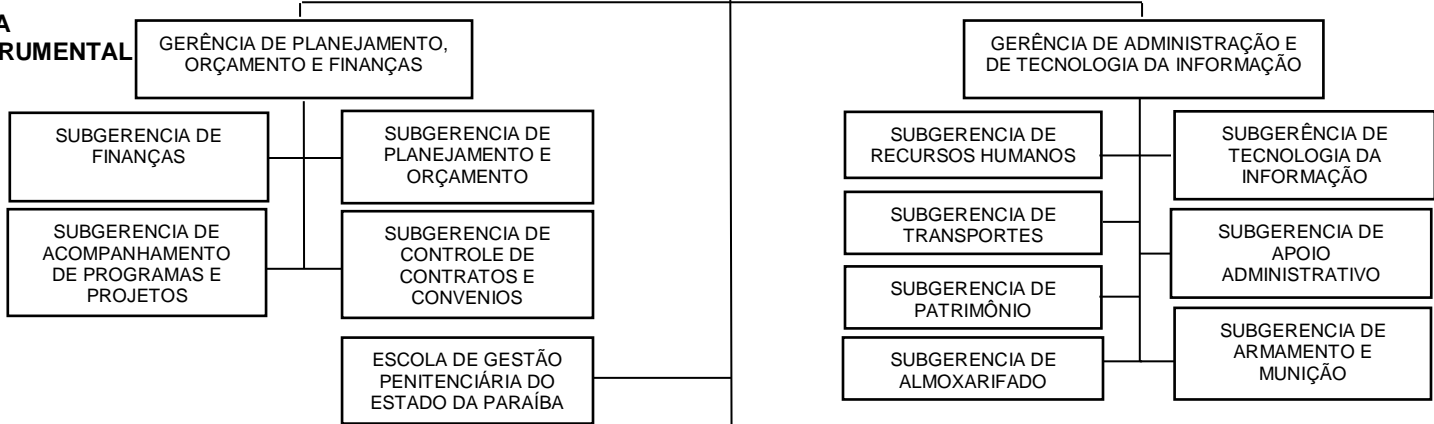 A
RUMENTAL
GERÊNCIA DE PLANEJAMENTO,
ORÇAMENTO E FINANÇAS
GERÊNCIA DE ADMINISTRAÇÃO E
DE TECNOLOGIA DA INFORMAÇÃO
SUBGERENCIA DE
FINANÇAS
SUBGERENCIA DE
PLANEJAMENTO E
ORÇAMENTO
SUBGERENCIA DE
ACOMPANHAMENTO
DE PROGRAMAS E
PROJETOS
SUBGERENCIA DE
CONTROLE DE
CONTRATOS E
CONVENIOS
ESCOLA DE GESTÃO
PENITENCIÁRIA DO
ESTADO DA PARAÍBA
SUBGERENCIA DE
RECURSOS HUMANOS
SUBGERÊNCIA DE
TECNOLOGIA DA
INFORMAÇÃO
SUBGERENCIA DE
TRANSPORTES
SUBGERENCIA DE
APOIO
ADMINISTRATIVO
SUBGERENCIA DE
PATRIMÔNIO
SUBGERENCIA DE
ALMOXARIFADO
SUBGERENCIA DE
ARMAMENTO E
MUNIÇÃO